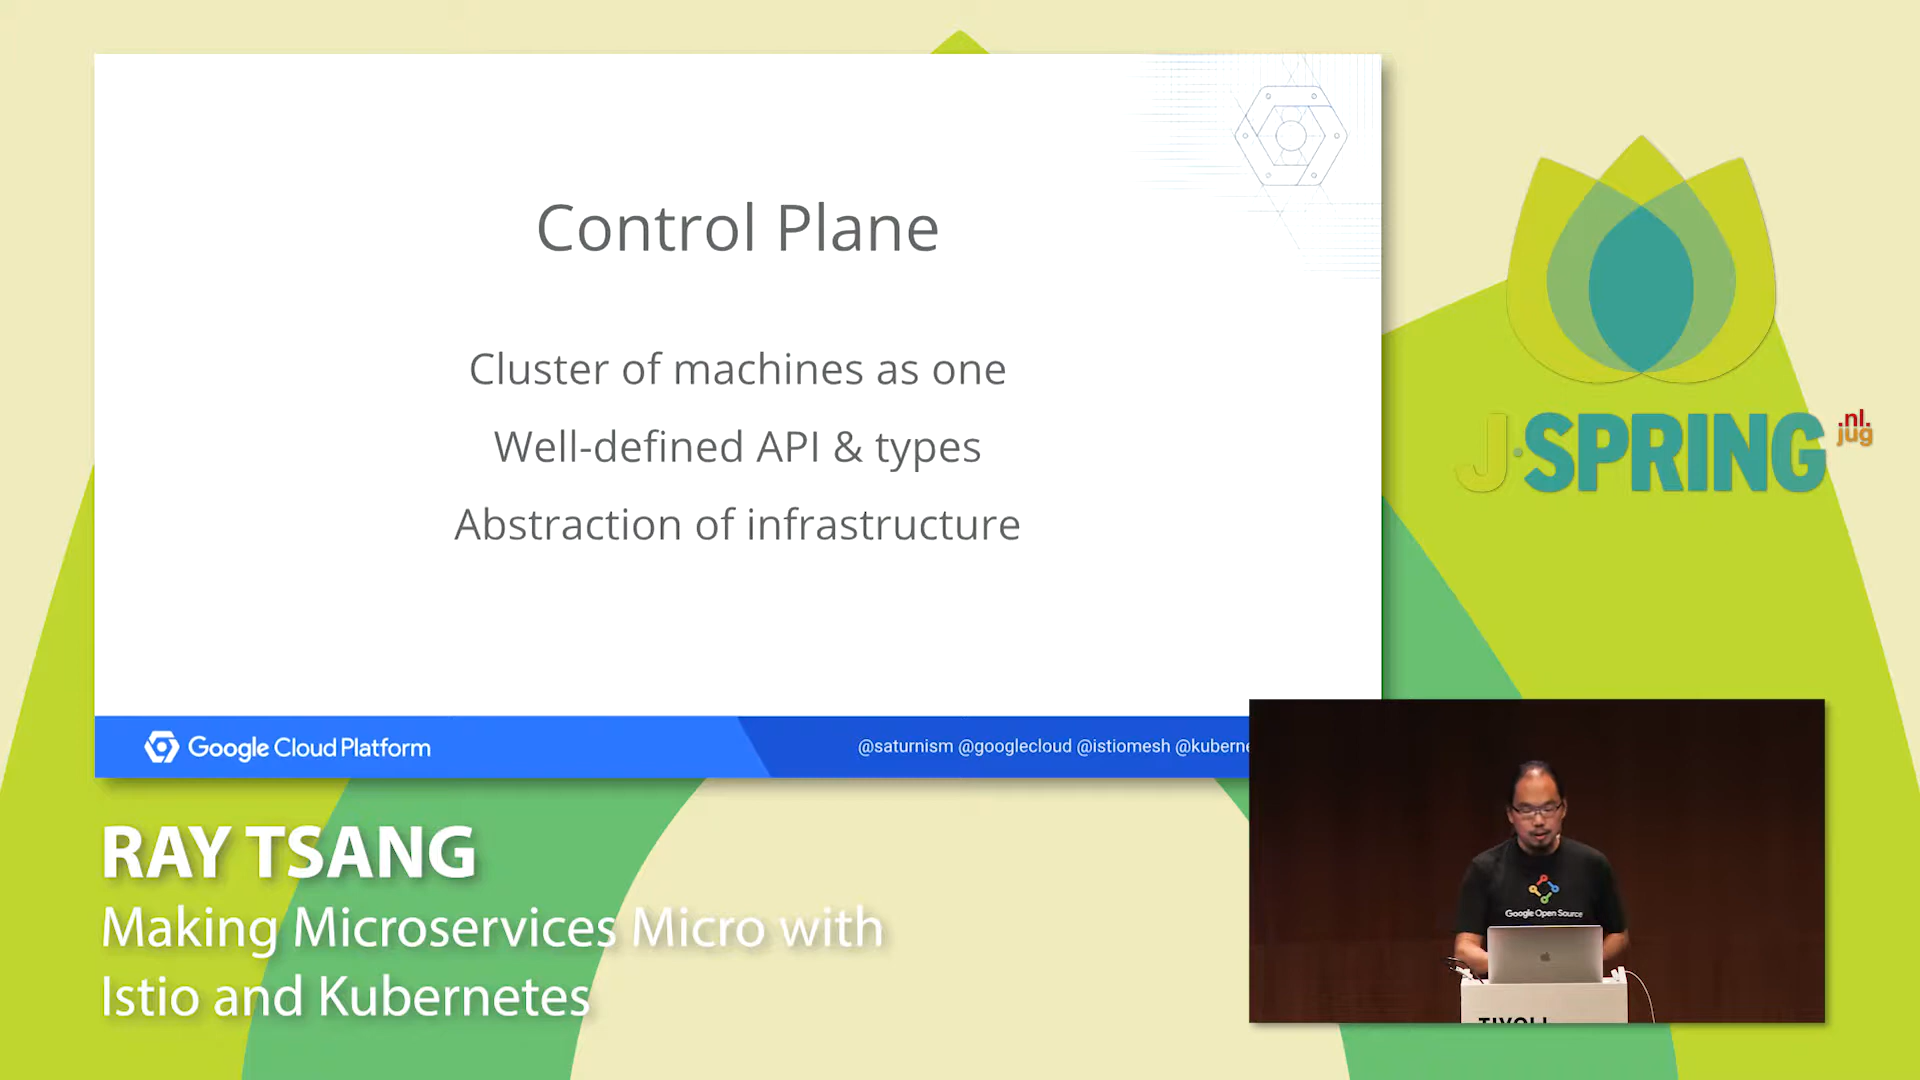 Control Plane
Cluster of machines as one
Well-defined API & types
Abstraction of infrastructure
Google Cloud Platform
@saturnism @googlecloud @istiomesh @kuberne
J·SPRING
.nl.
jug
RAY TSANG
Making Microservices Micro with
Istio and Kubernetes
Google Open Source
TIVOLI